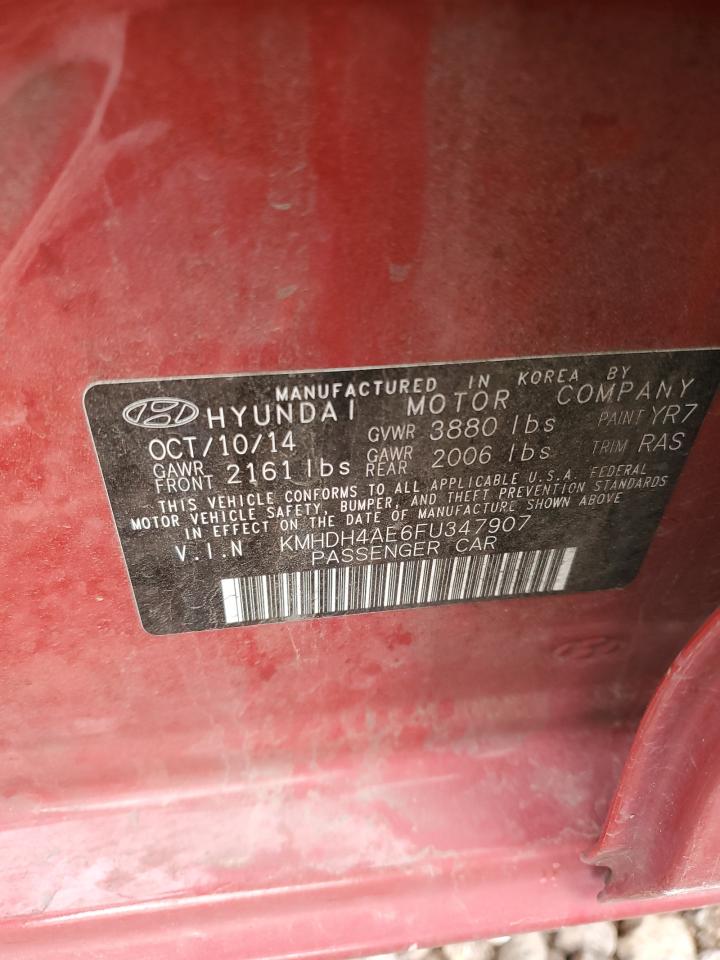 MANUFACTURED IN KOREA BY
HYUNDAI MOTOR COMPANY
OCT/10/14 GVWR 3880 lbs PAINT YR7
GAWR FRONT 2161 lbs GAWR REAR 2006 lbs TRIM RAS
THIS VEHICLE CONFORMS TO ALL APPLICABLE U.S.A. FEDERAL
MOTOR VEHICLE SAFETY, BUMPER, AND THEFT PREVENTION STANDARDS
IN EFFECT ON THE DATE OF MANUFACTURE SHOWN ABOVE
V.I.N KMHDH4AE6FU347907
PASSENGER CAR